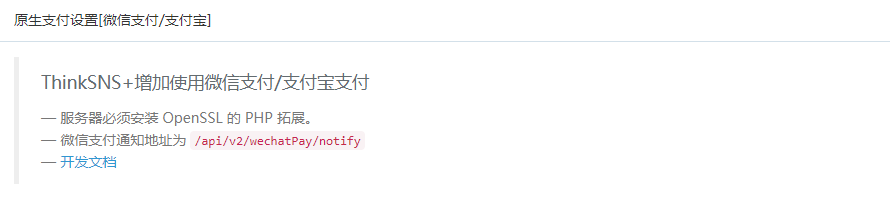 原生支付设置[微信支付/支付宝]
ThinkSNS+增加使用微信支付/支付宝支付
— 服务器必须安装 OpenSSL 的 PHP 拓展。
— 微信支付通知地址为 /api/v2/wechatPay/notify
— 开发文档